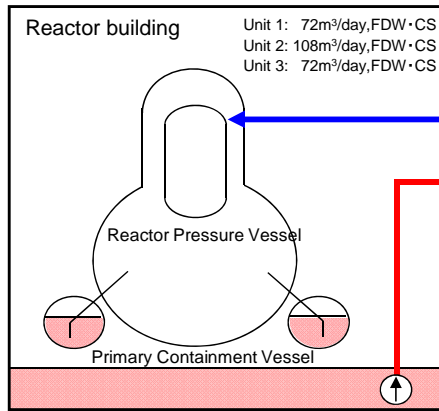 Reactor building
Unit 1: 72m³/day,FDW・CS
Unit 2: 108m³/day,FDW・CS
Unit 3: 72m³/day,FDW・CS
Reactor Pressure Vessel
Primary Containment Vessel